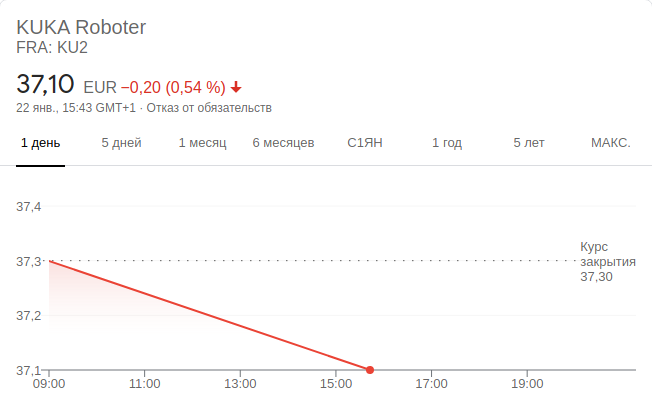 KUKA Roboter
FRA: KU2
37,10 EUR −0,20 (0,54 %)
22 янв., 15:43 GMT+1 · Отказ от обязательств
1 день 5 дней 1 месяц 6 месяцев С1ЯН 1 год 5 лет МАКС.
37,4
Курс
37,3 закрытия
37,30
37,2
37,1
09:00 11:00 13:00 15:00 17:00 19:00